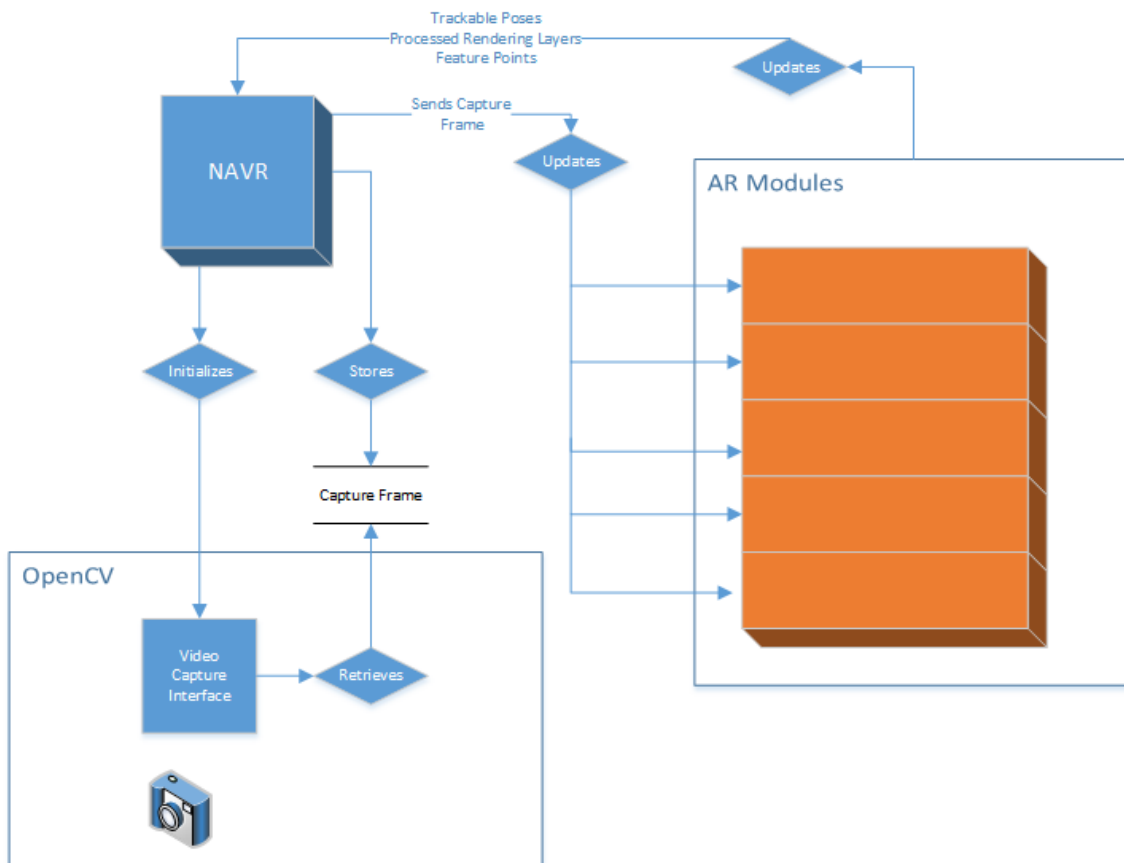 Trackable Poses
Processed Rendering Layers
Feature Points
Updates
Sends Capture
Frame
NAVR
Updates
AR Modules
Initializes
Stores
Capture Frame
OpenCV
Video
Capture
Interface
Retrieves